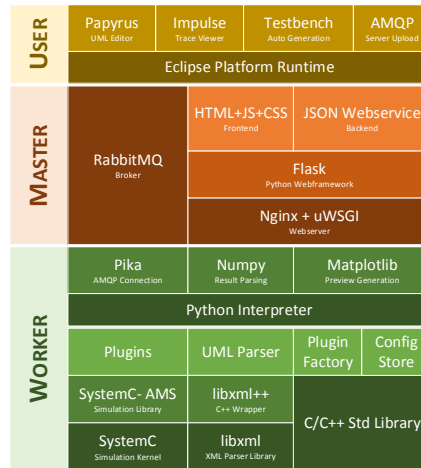 USER
Papyrus
UML Editor
Impulse
Trace Viewer
Testbench
Auto Generation
AMQP
Server Upload
Eclipse Platform Runtime
MASTER
RabbitMQ
Broker
HTML+JS+CSS
Frontend
JSON Webservice
Backend
Flask
Python Webframework
Nginx + uWSGI
Webserver
WORKER
Pika
AMQP Connection
Numpy
Result Parsing
Matplotlib
Preview Generation
Python Interpreter
Plugins
UML Parser
Plugin
Factory
Config
Store
SystemC- AMS
Simulation Library
libxml++
C++ Wrapper
C/C++ Std Library
SystemC
Simulation Kernel
libxml
XML Parser Library